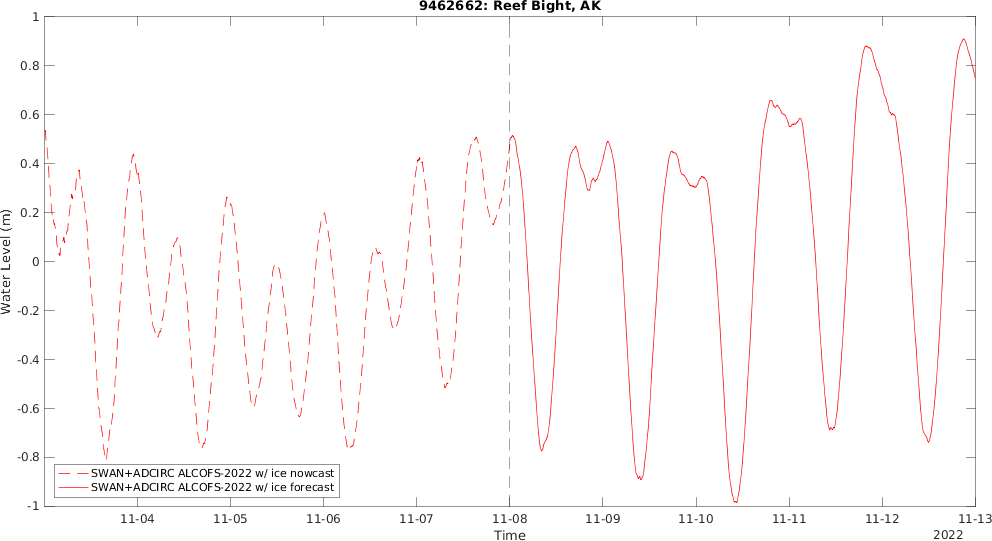 9462662: Reef Bight, AK
1
0.8
0.6
0.4
0.2
0
-0.2
-0.4
-0.6
-0.8
-1
Water Level (m)
SWAN+ADCIRC ALCOFS-2022 w/ ice nowcast
SWAN+ADCIRC ALCOFS-2022 w/ ice forecast
11-04 11-05 11-06 11-07 11-08 11-09 11-10 11-11 11-12 11-13
Time
2022